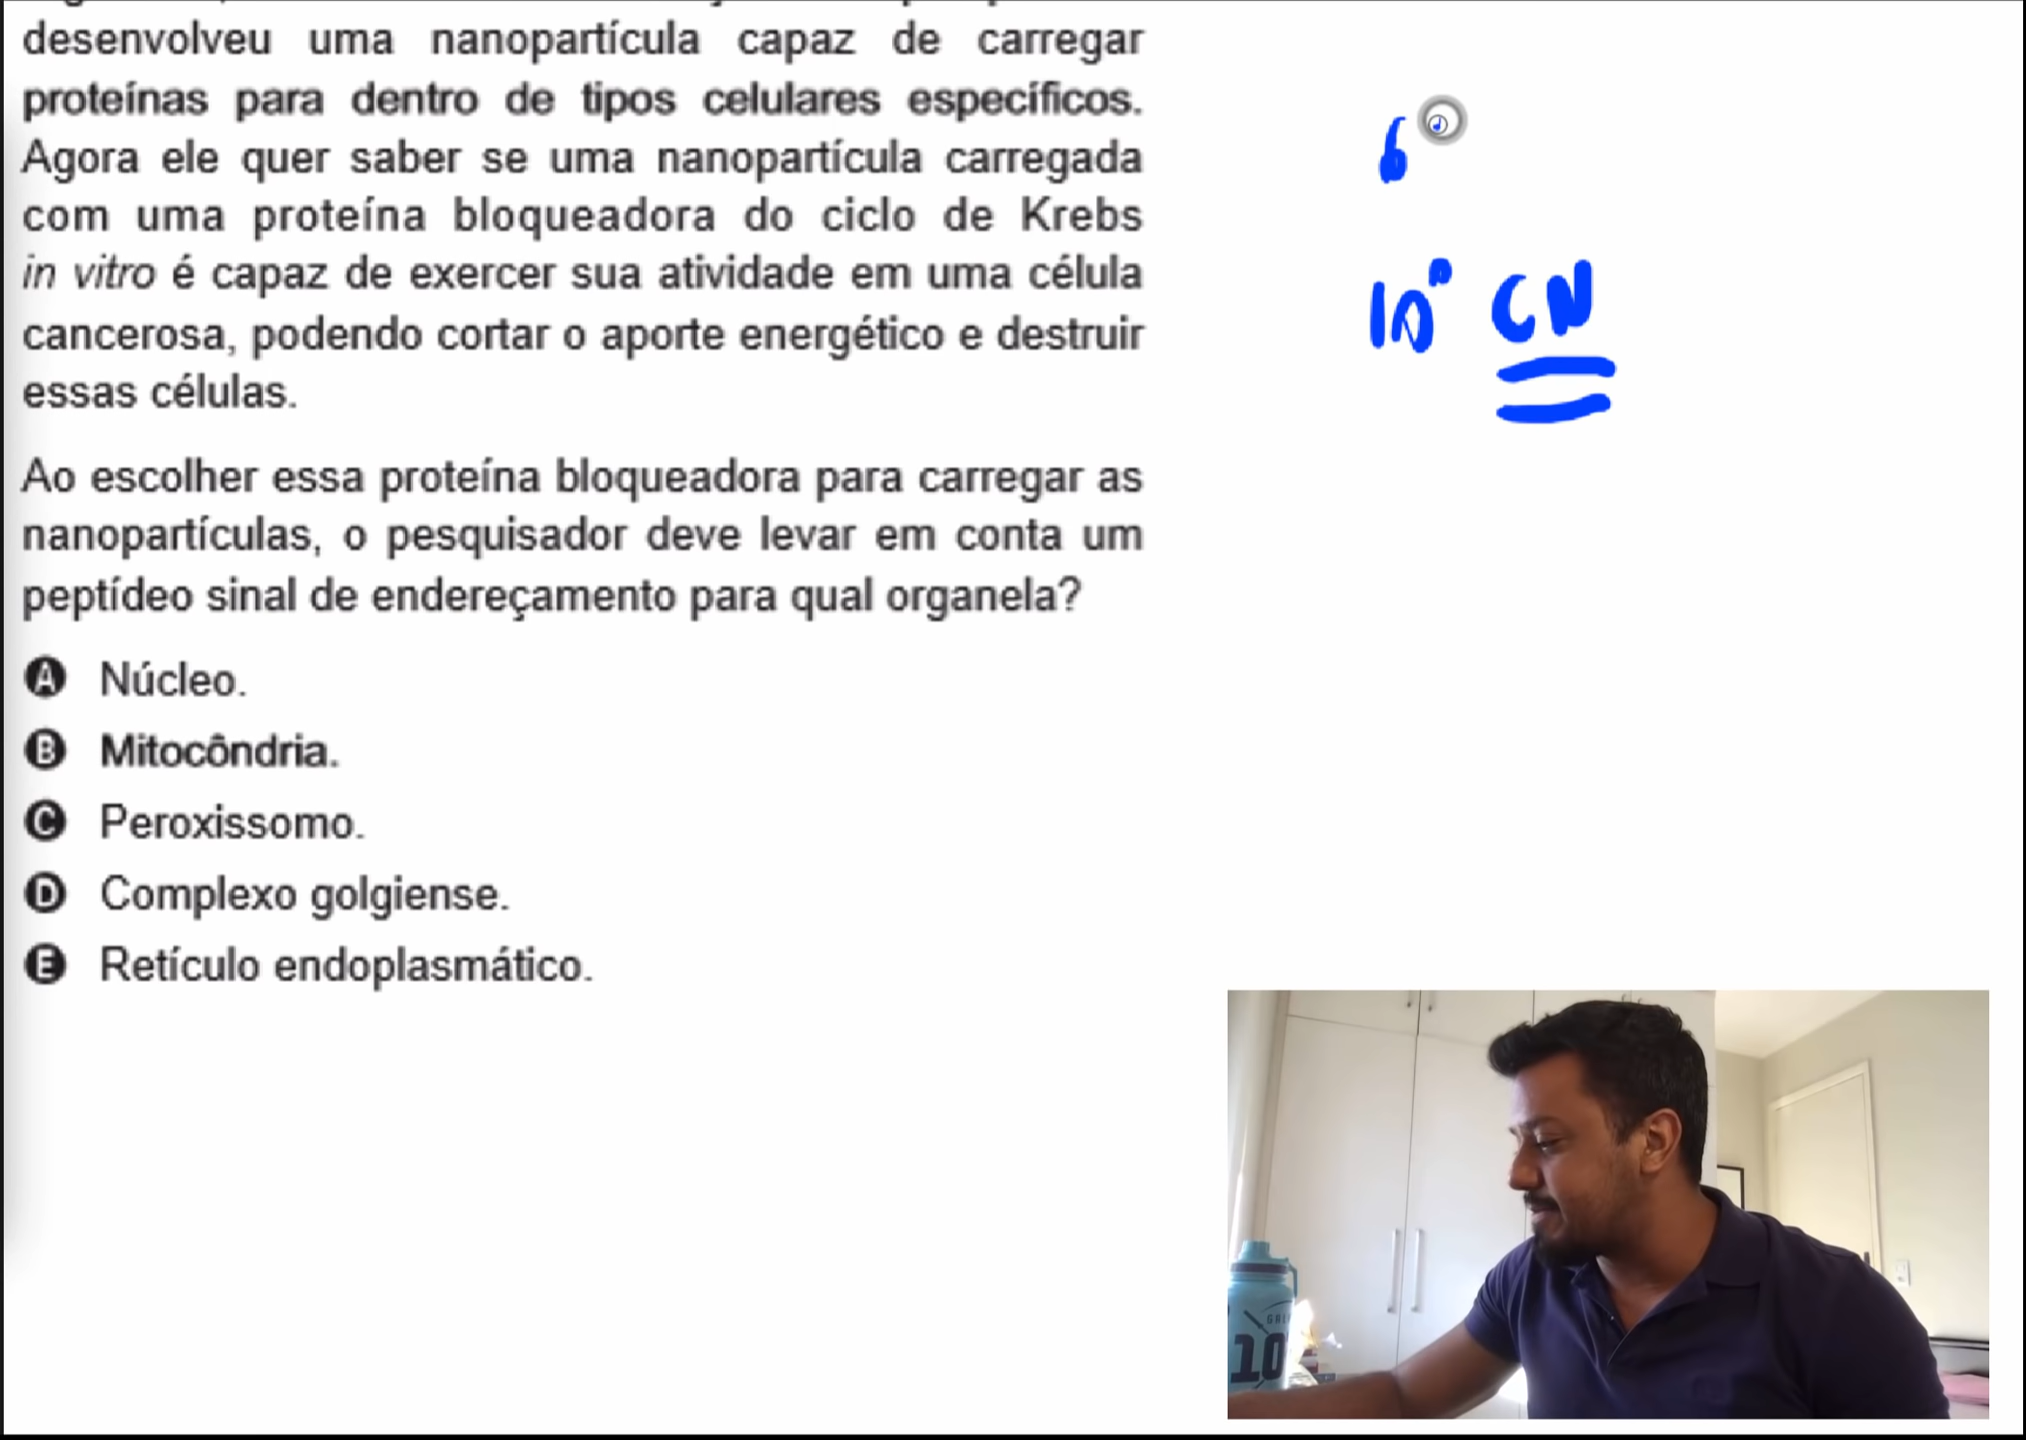 desenvolveu uma nanopartícula capaz de carregar
proteínas para dentro de tipos celulares específicos.
Agora ele quer saber se uma nanopartícula carregada
com uma proteína bloqueadora do ciclo de Krebs
in vitro é capaz de exercer sua atividade em uma célula
cancerosa, podendo cortar o aporte energético e destruir
essas células.
Ao escolher essa proteína bloqueadora para carregar as
nanopartículas, o pesquisador deve levar em conta um
peptídeo sinal de endereçamento para qual organela?
A Núcleo.
B Mitocôndria.
C Peroxissomo.
D Complexo golgiense.
E Retículo endoplasmático.
6
10º CN
10